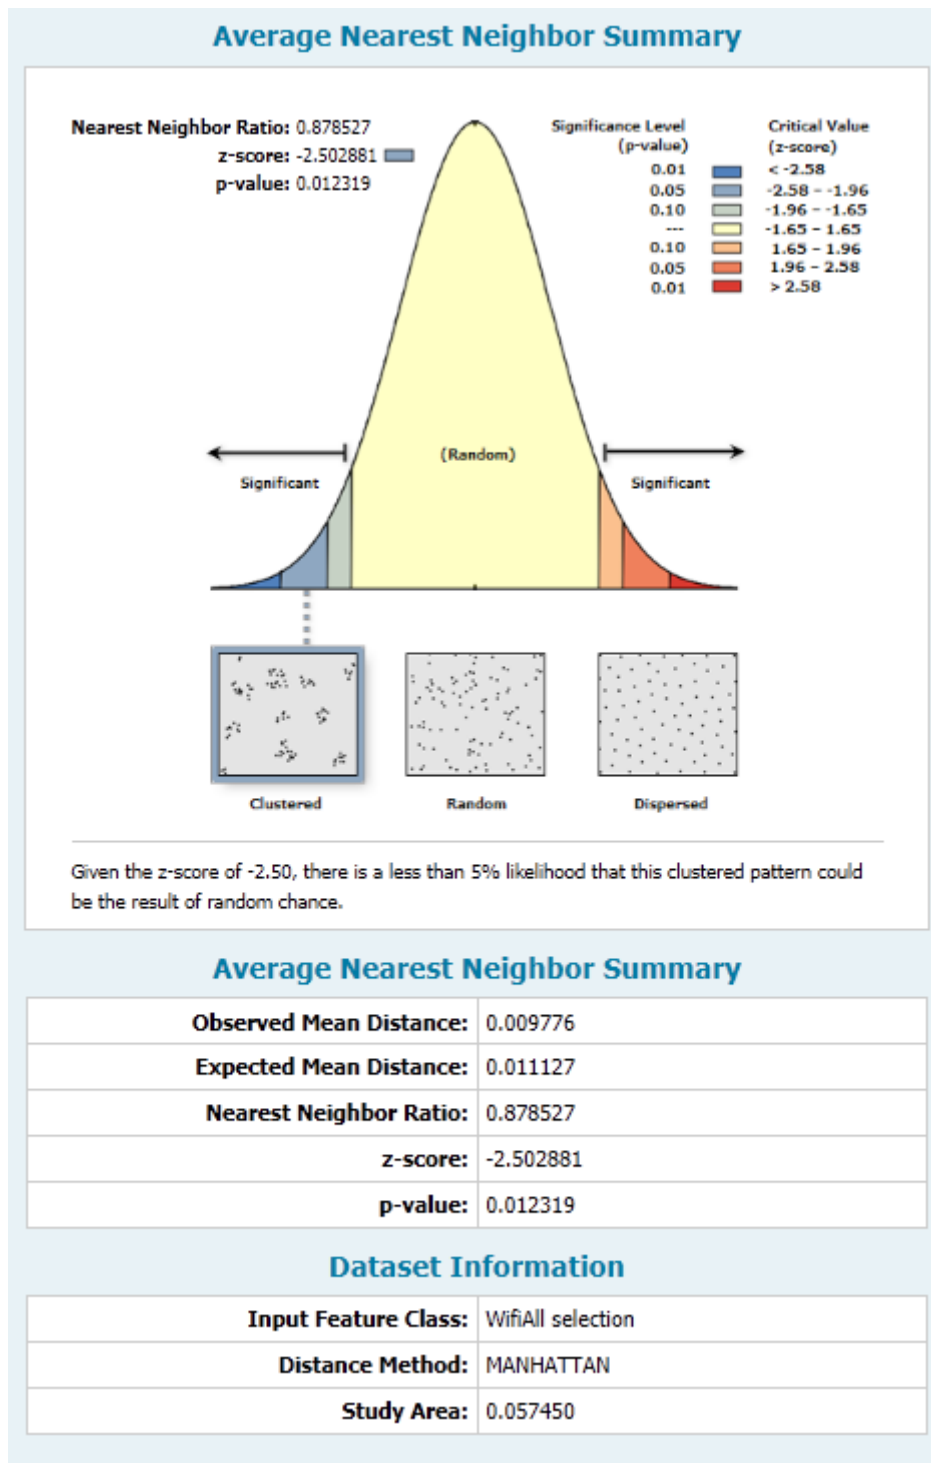 Average Nearest Neighbor Summary
Nearest Neighbor Ratio: 0.878527
z-score: -2.502881
p-value: 0.012319
Significance Level (p-value) Critical Value (z-score)
0.01 < -2.58
0.05 -2.58 - -1.96
0.10 -1.96 - -1.65
--- -1.65 - 1.65
0.10 1.65 - 1.96
0.05 1.96 - 2.58
0.01 > 2.58
(Random)
Significant Significant
Clustered Random Dispersed
Given the z-score of -2.50, there is a less than 5% likelihood that this clustered pattern could
be the result of random chance.
Average Nearest Neighbor Summary
Observed Mean Distance: 0.009776
Expected Mean Distance: 0.011127
Nearest Neighbor Ratio: 0.878527
z-score: -2.502881
p-value: 0.012319
Dataset Information
Input Feature Class: WifiAll selection
Distance Method: MANHATTAN
Study Area: 0.057450